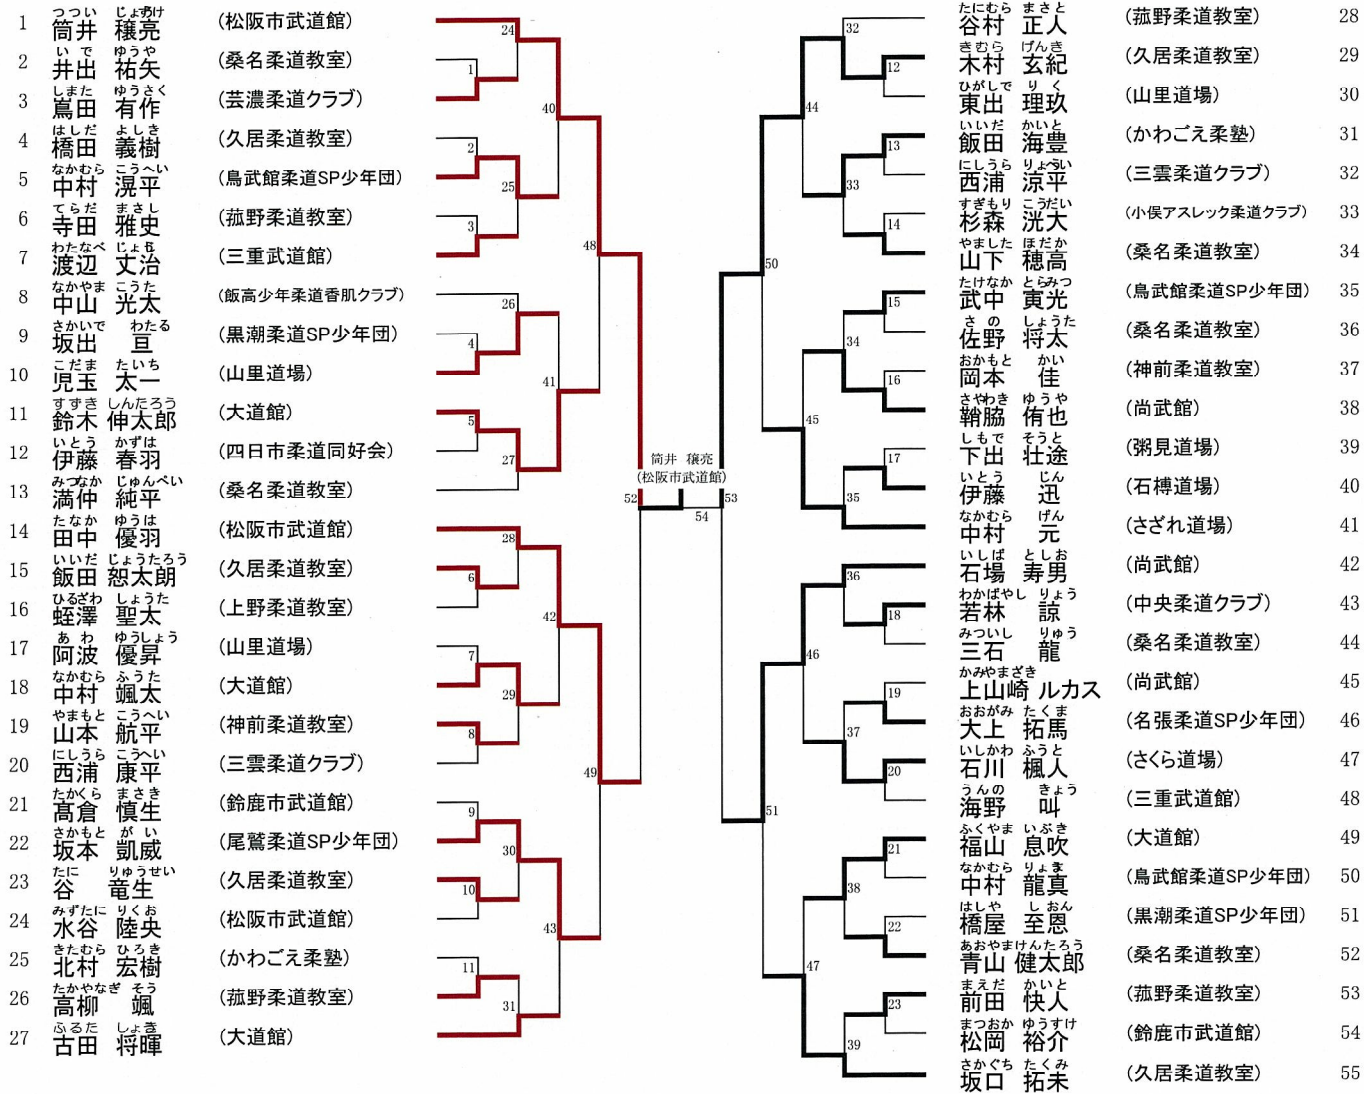 1 筒井 穣亮 つつい じょうすけ (松阪市武道館)
2 井出 祐矢 いで ゆうや (桑名柔道教室)
3 嶌田 有作 しまた ゆうさく (芸濃柔道クラブ)
4 橋田 義樹 はしだ よしき (久居柔道教室)
5 中村 滉平 なかむら こうへい (鳥武館柔道SP少年団)
6 寺田 雅史 てらだ まさし (菰野柔道教室)
7 渡辺 丈治 わたなべ じょうじ (三重武道館)
8 中山 光太 なかやま こうた (飯高少年柔道香肌クラブ)
9 坂出 亘 さかいで わたる (黒潮柔道SP少年団)
10 児玉 太一 こだま たいち (山里道場)
11 鈴木 伸太郎 すずき しんたろう (大道館)
12 伊藤 春羽 いとう かずは (四日市柔道同好会)
13 満仲 純平 みつなか じゅんぺい (桑名柔道教室)
14 田中 優羽 たなか ゆうは (松阪市武道館)
15 飯田 恕太朗 いいだ じょうたろう (久居柔道教室)
16 蛭澤 聖太 ひるざわ しょうた (上野柔道教室)
17 阿波 優昇 あわ ゆうしょう (山里道場)
18 中村 颯太 なかむら ふうた (大道館)
19 山本 航平 やまもと こうへい (神前柔道教室)
20 西浦 康平 にしうら こうへい (三雲柔道クラブ)
21 髙倉 慎生 たかくら まさき (鈴鹿市武道館)
22 坂本 凱威 さかもと がい (尾鷲柔道SP少年団)
23 谷 竜生 たに りゅうせい (久居柔道教室)
24 水谷 陸央 みずたに りくお (松阪市武道館)
25 北村 宏樹 きたむら ひろき (かわごえ柔塾)
26 高柳 颯 たかやなぎ そう (菰野柔道教室)
27 古田 将暉 ふるた しょうき (大道館)
24
1
2
25
3
40
26
4
41
5
27
48
28
6
42
7
29
8
49
9
30
10
43
11
31
52
筒井 穣亮
(松阪市武道館)
54
53
32
12
44
13
33
14
50
15
34
16
45
17
35
36
18
46
19
37
20
51
21
38
22
47
23
39
谷村 正人 たにむら まさと (菰野柔道教室) 28
木村 玄紀 きむら げんき (久居柔道教室) 29
東出 理玖 ひがしで りく (山里道場) 30
飯田 海豊 いいだ かいと (かわごえ柔塾) 31
西浦 涼平 にしうら りょうへい (三雲柔道クラブ) 32
杉森 洸大 すぎもり こうだい (小俣アスレック柔道クラブ) 33
山下 穂高 やました ほだか (桑名柔道教室) 34
武中 寅光 たけなか とらみつ (鳥武館柔道SP少年団) 35
佐野 将太 さの しょうた (桑名柔道教室) 36
岡本 佳 おかもと かい (神前柔道教室) 37
鞘脇 侑也 さやわき ゆうや (尚武館) 38
下出 壮途 しもで そうと (粥見道場) 39
伊藤 迅 いとう じん (石榑道場) 40
中村 元 なかむら げん (さざれ道場) 41
石場 寿男 いしば としお (尚武館) 42
若林 諒 わかばやし りょう (中央柔道クラブ) 43
三石 龍 みついし りゅう (桑名柔道教室) 44
上山崎 ルカス かみやまざき (尚武館) 45
大上 拓馬 おおがみ たくま (名張柔道SP少年団) 46
石川 楓人 いしかわ ふうと (さくら道場) 47
海野 叫 うんの きょう (三重武道館) 48
福山 息吹 ふくやま いぶき (大道館) 49
中村 龍真 なかむら りょうま (鳥武館柔道SP少年団) 50
橋屋 至恩 はしや しおん (黒潮柔道SP少年団) 51
青山 健太郎 あおやま けんたろう (桑名柔道教室) 52
前田 快人 まえだ かいと (菰野柔道教室) 53
松岡 裕介 まつおか ゆうすけ (鈴鹿市武道館) 54
坂口 拓未 さかぐち たくみ (久居柔道教室) 55